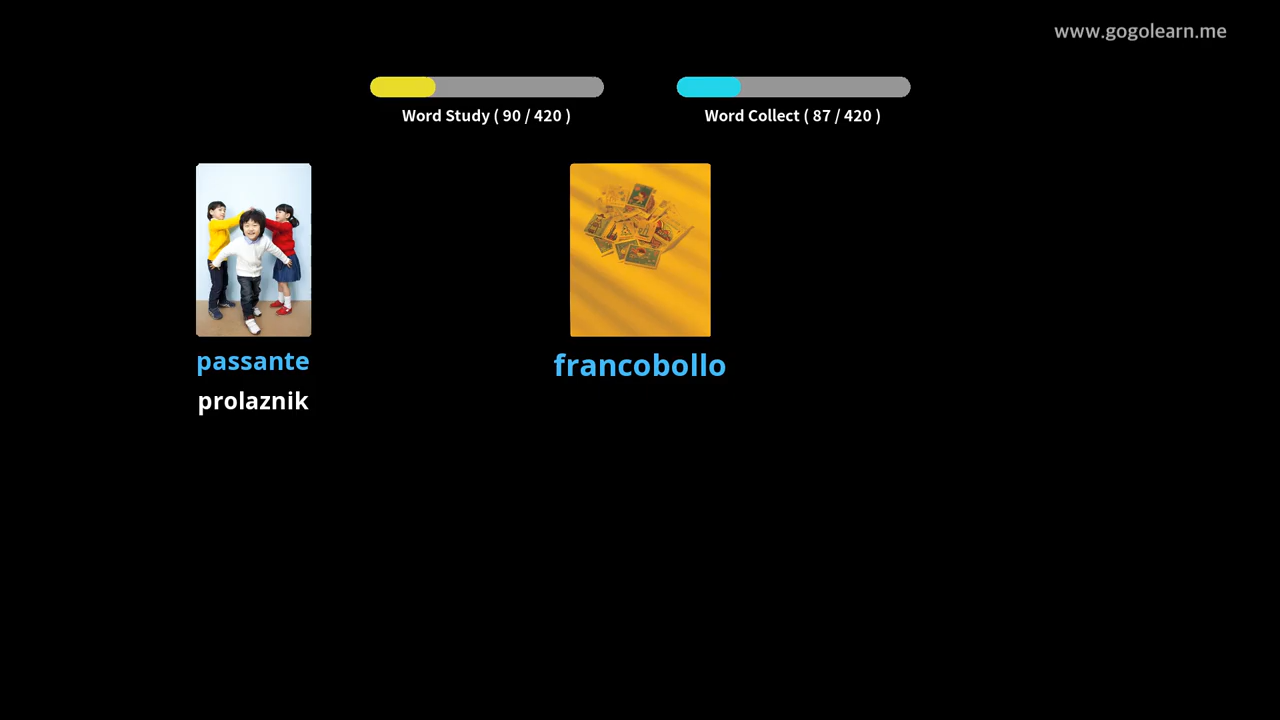 www.gogolearn.me
Word Study ( 90 / 420 )
Word Collect ( 87 / 420 )
passante
prolaznik
francobollo